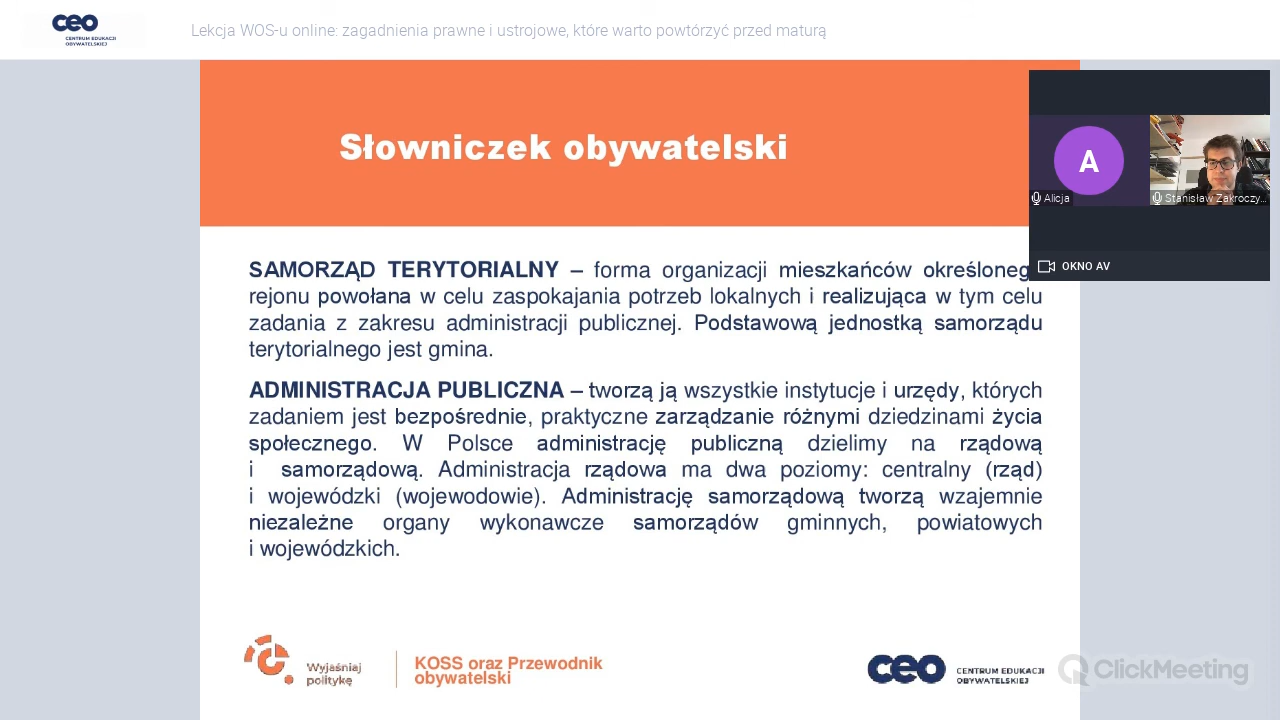 ceo
CENTRUM EDUKACJI
OBYWATELSKIEJ
Lekcja WOS-u online: zagadnienia prawne i ustrojowe, które warto powtórzyć przed maturą
Słowniczek obywatelski
A
Alicja
Stanisław Zakroczy...
OKNO AV
SAMORZĄD TERYTORIALNY – forma organizacji mieszkańców określoneg
rejonu powołana w celu zaspokajania potrzeb lokalnych i realizująca w tym celu
zadania z zakresu administracji publicznej. Podstawową jednostką samorządu
terytorialnego jest gmina.
ADMINISTRACJA PUBLICZNA – tworzą ją wszystkie instytucje i urzędy, których
zadaniem jest bezpośrednie, praktyczne zarządzanie różnymi dziedzinami życia
społecznego. W Polsce administrację publiczną dzielimy na rządową
i samorządową. Administracja rządowa ma dwa poziomy: centralny (rząd)
i wojewódzki (wojewodowie). Administrację samorządową tworzą wzajemnie
niezależne organy wykonawcze samorządów gminnych, powiatowych
i wojewódzkich.
Wyjaśniaj
politykę
KOSS oraz Przewodnik
obywatelski
ceo
CENTRUM EDUKACJI
OBYWATELSKIEJ
ClickMeeting